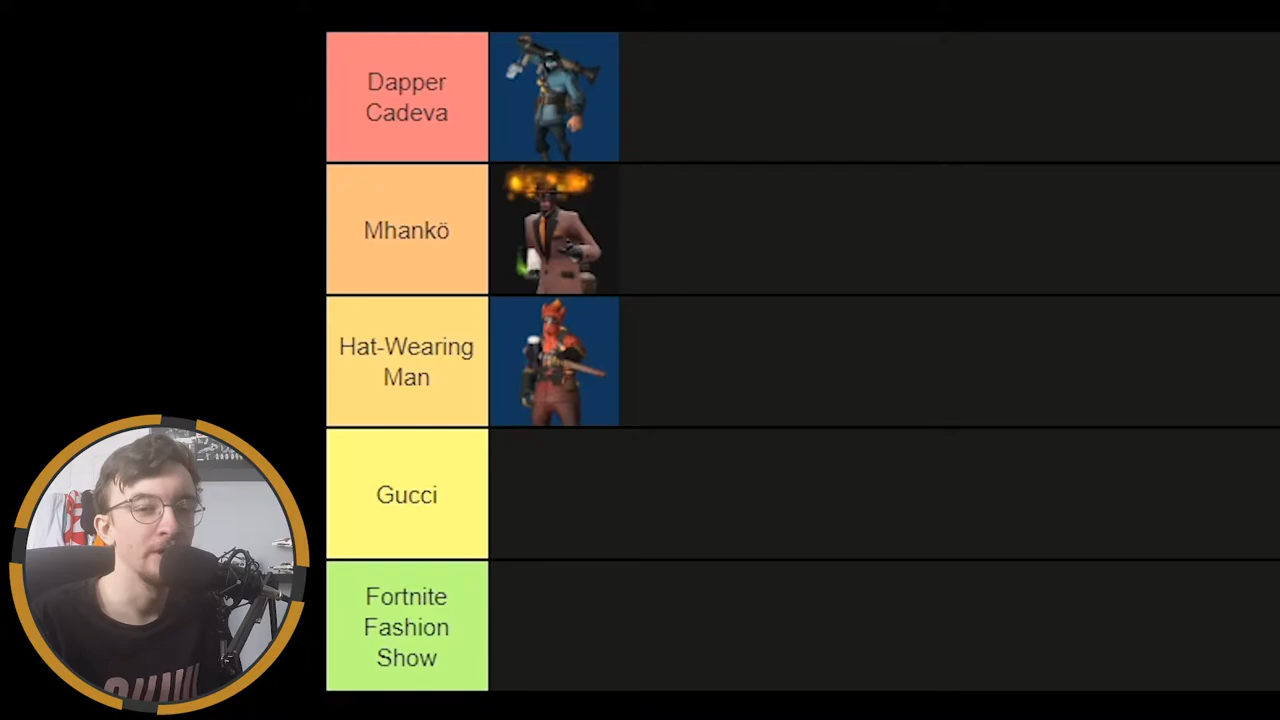 Dapper
Cadeva
Mhankö
Hat-Wearing
Man
Gucci
Fortnite
Fashion
Show